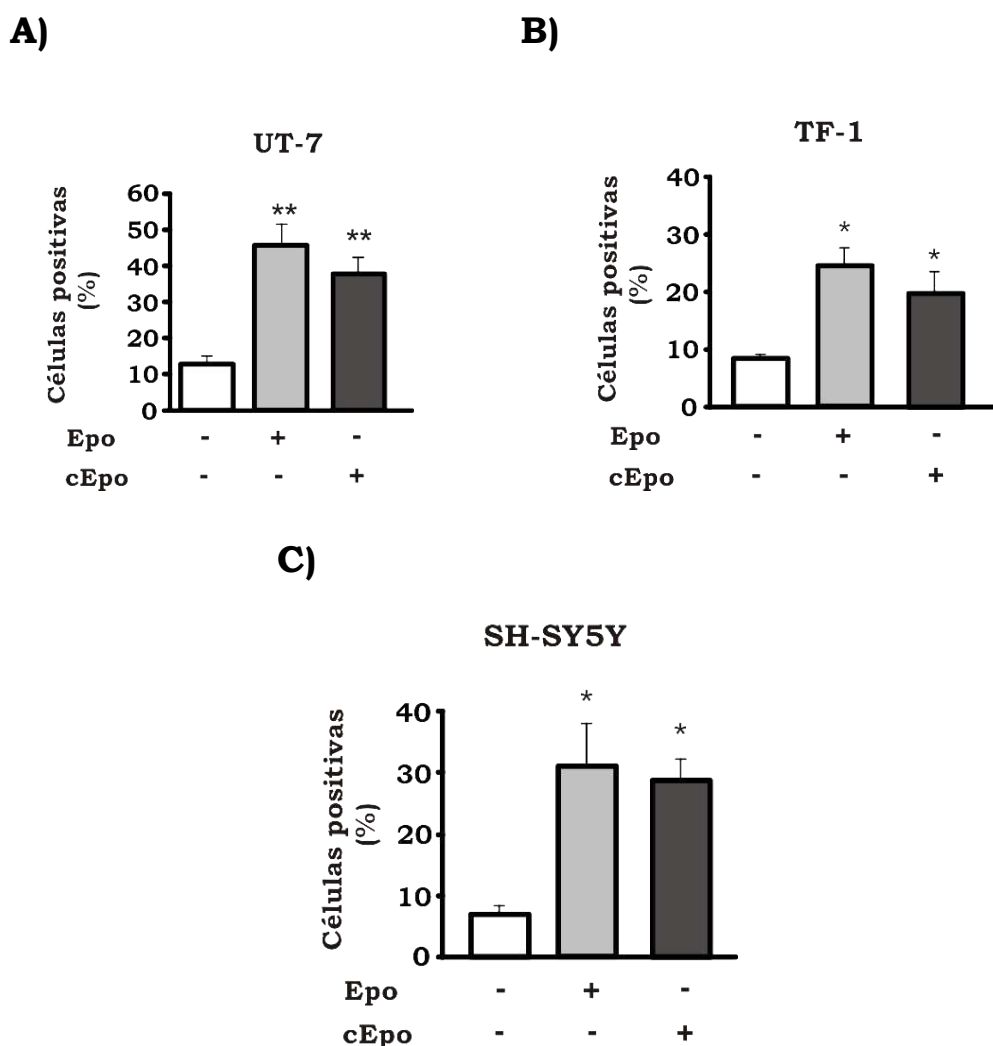 A)
UT-7
Células positivas
(%)
60
50
40
30
20
10
0
** **
Epo - + -
cEpo - - +
B)
TF-1
Células positivas
(%)
40
30
20
10
0
* *
Epo - + -
cEpo - - +
C)
SH-SY5Y
Células positivas
(%)
40
30
20
10
0
* *
Epo - + -
cEpo - - +